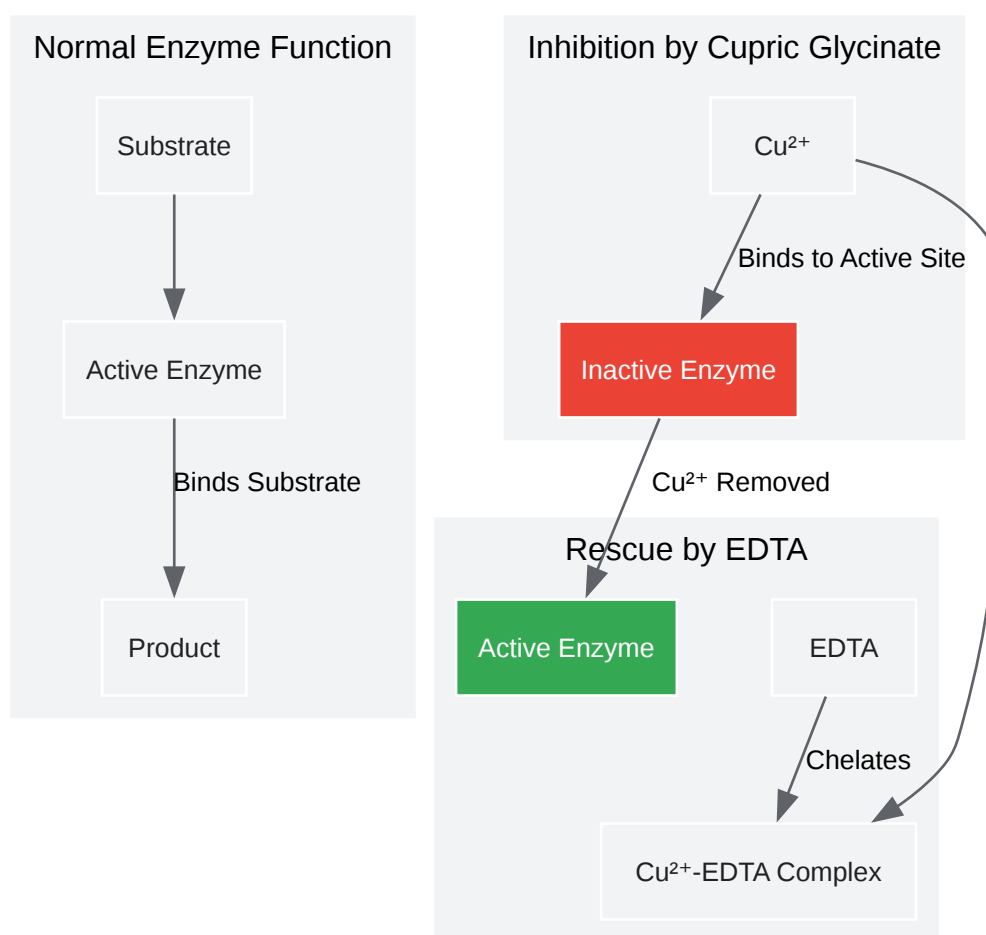 Normal Enzyme Function
Substrate
Active Enzyme
Binds Substrate
Product
Inhibition by Cupric Glycinate
Cu²⁺
Binds to Active Site
Inactive Enzyme
Cu²⁺ Removed
Rescue by EDTA
Active Enzyme
EDTA
Chelates
Cu²⁺-EDTA Complex